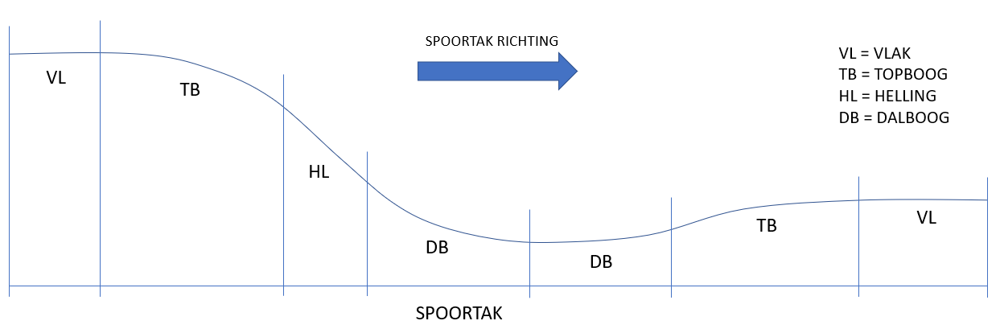 SPOORTAK RICHTING
VL = VLAK
TB = TOPBOOG
HL = HELLING
DB = DALBOOG
VL
TB
HL
DB
DB
TB
VL
SPOORTAK